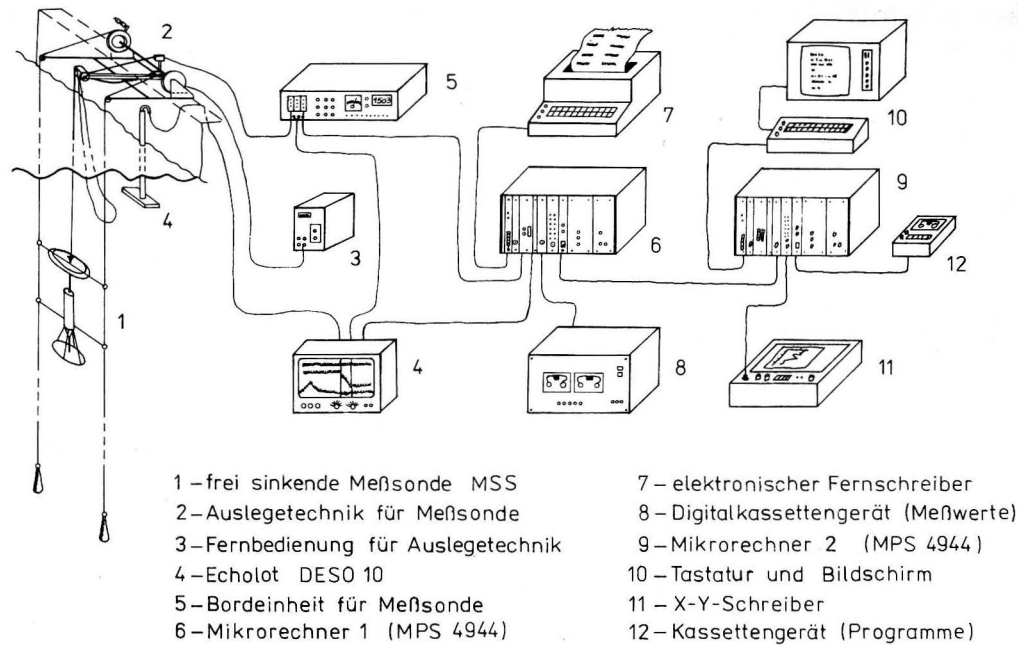 2
5
1503
7
10
9
4
3
6
12
1
4
8
11
1 – frei sinkende Meßsonde MSS
2 – Auslegetechnik für Meßsonde
3 – Fernbedienung für Auslegetechnik
4 – Echolot DESO 10
5 – Bordeinheit für Meßsonde
6 – Mikrorechner 1 (MPS 4944)
7 – elektronischer Fernschreiber
8 – Digitalkassettengerät (Meßwerte)
9 – Mikrorechner 2 (MPS 4944)
10 – Tastatur und Bildschirm
11 – X-Y-Schreiber
12 – Kassettengerät (Programme)